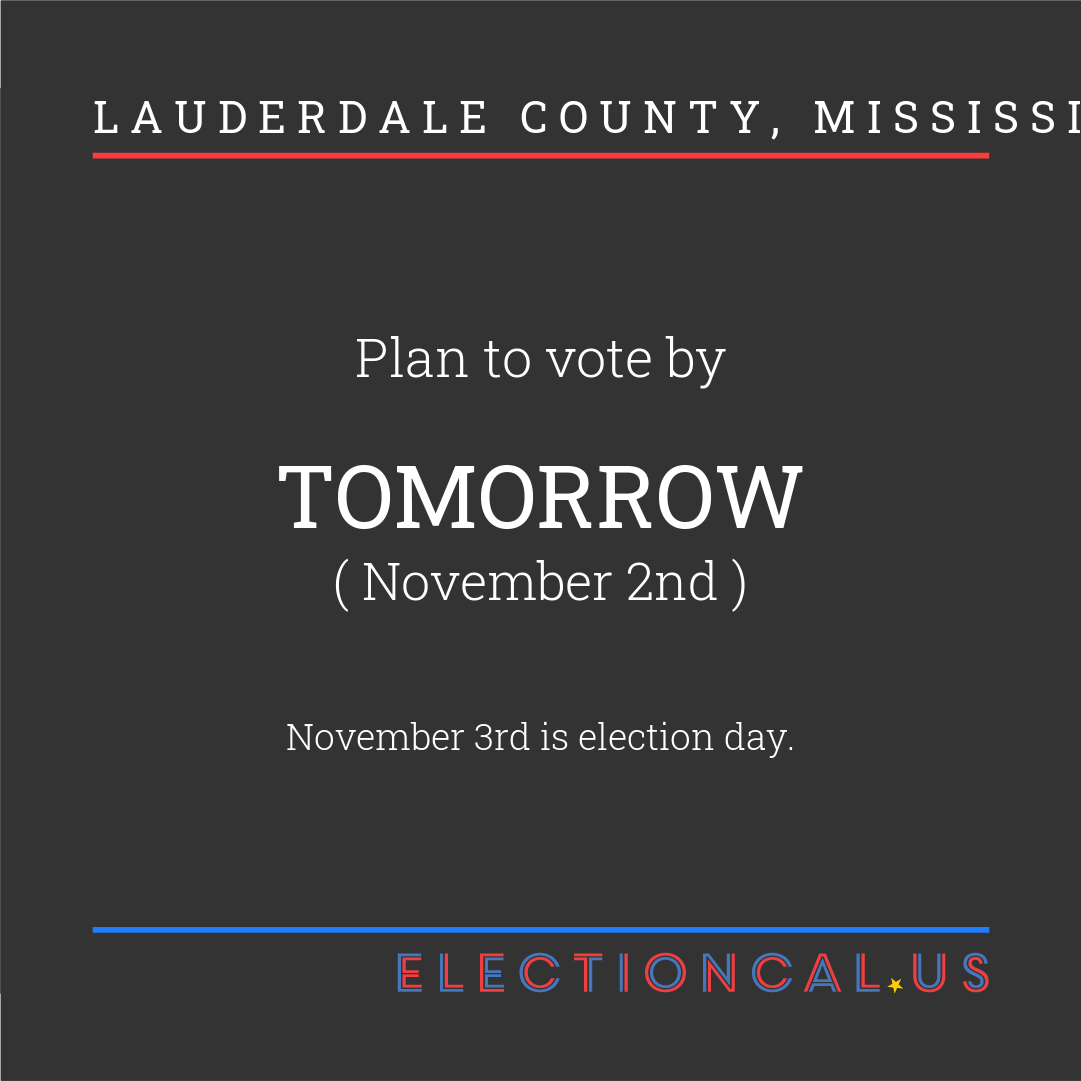 LAUDERDALE COUNTY, MISSISSI
Plan to vote by
TOMORROW
( November 2nd )
November 3rd is election day.
ELECTIONCAL.US